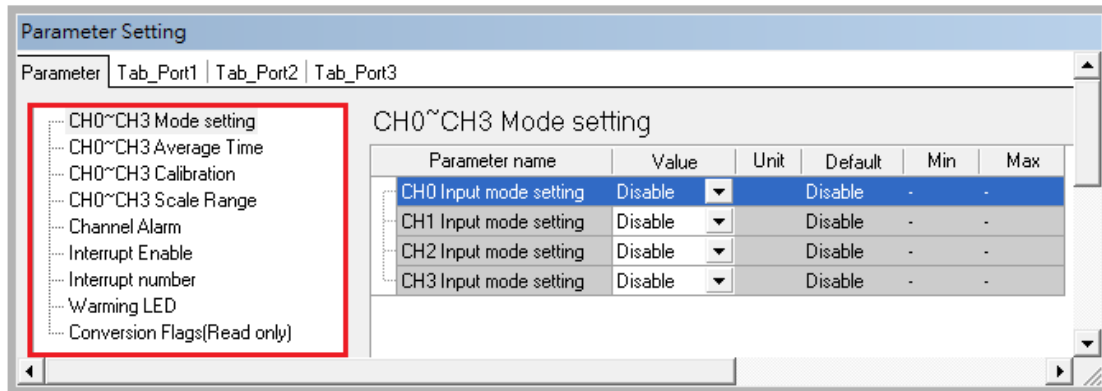 Parameter Setting
Parameter Tab_Port1 Tab_Port2 Tab_Port3
CH0~CH3 Mode setting
CH0~CH3 Average Time
CH0~CH3 Calibration
CH0~CH3 Scale Range
Channel Alarm
Interrupt Enable
Interrupt number
Warming LED
Conversion Flags(Read only)
CH0~CH3 Mode setting
Parameter name Value Unit Default Min Max
CH0 Input mode setting Disable Disable - -
CH1 Input mode setting Disable Disable - -
CH2 Input mode setting Disable Disable - -
CH3 Input mode setting Disable Disable - -